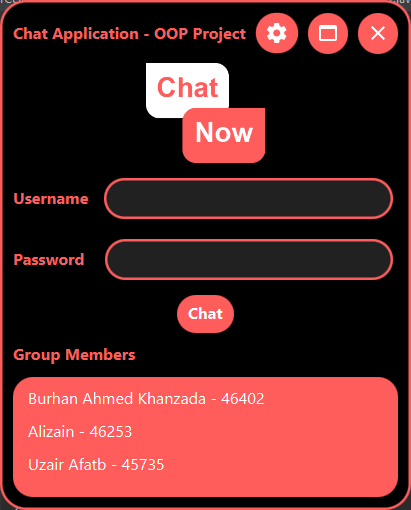 Chat Application - OOP Project
Chat
Now
Username
Password
Chat
Group Members
Burhan Ahmed Khanzada - 46402
Alizain - 46253
Uzair Afatb - 45735